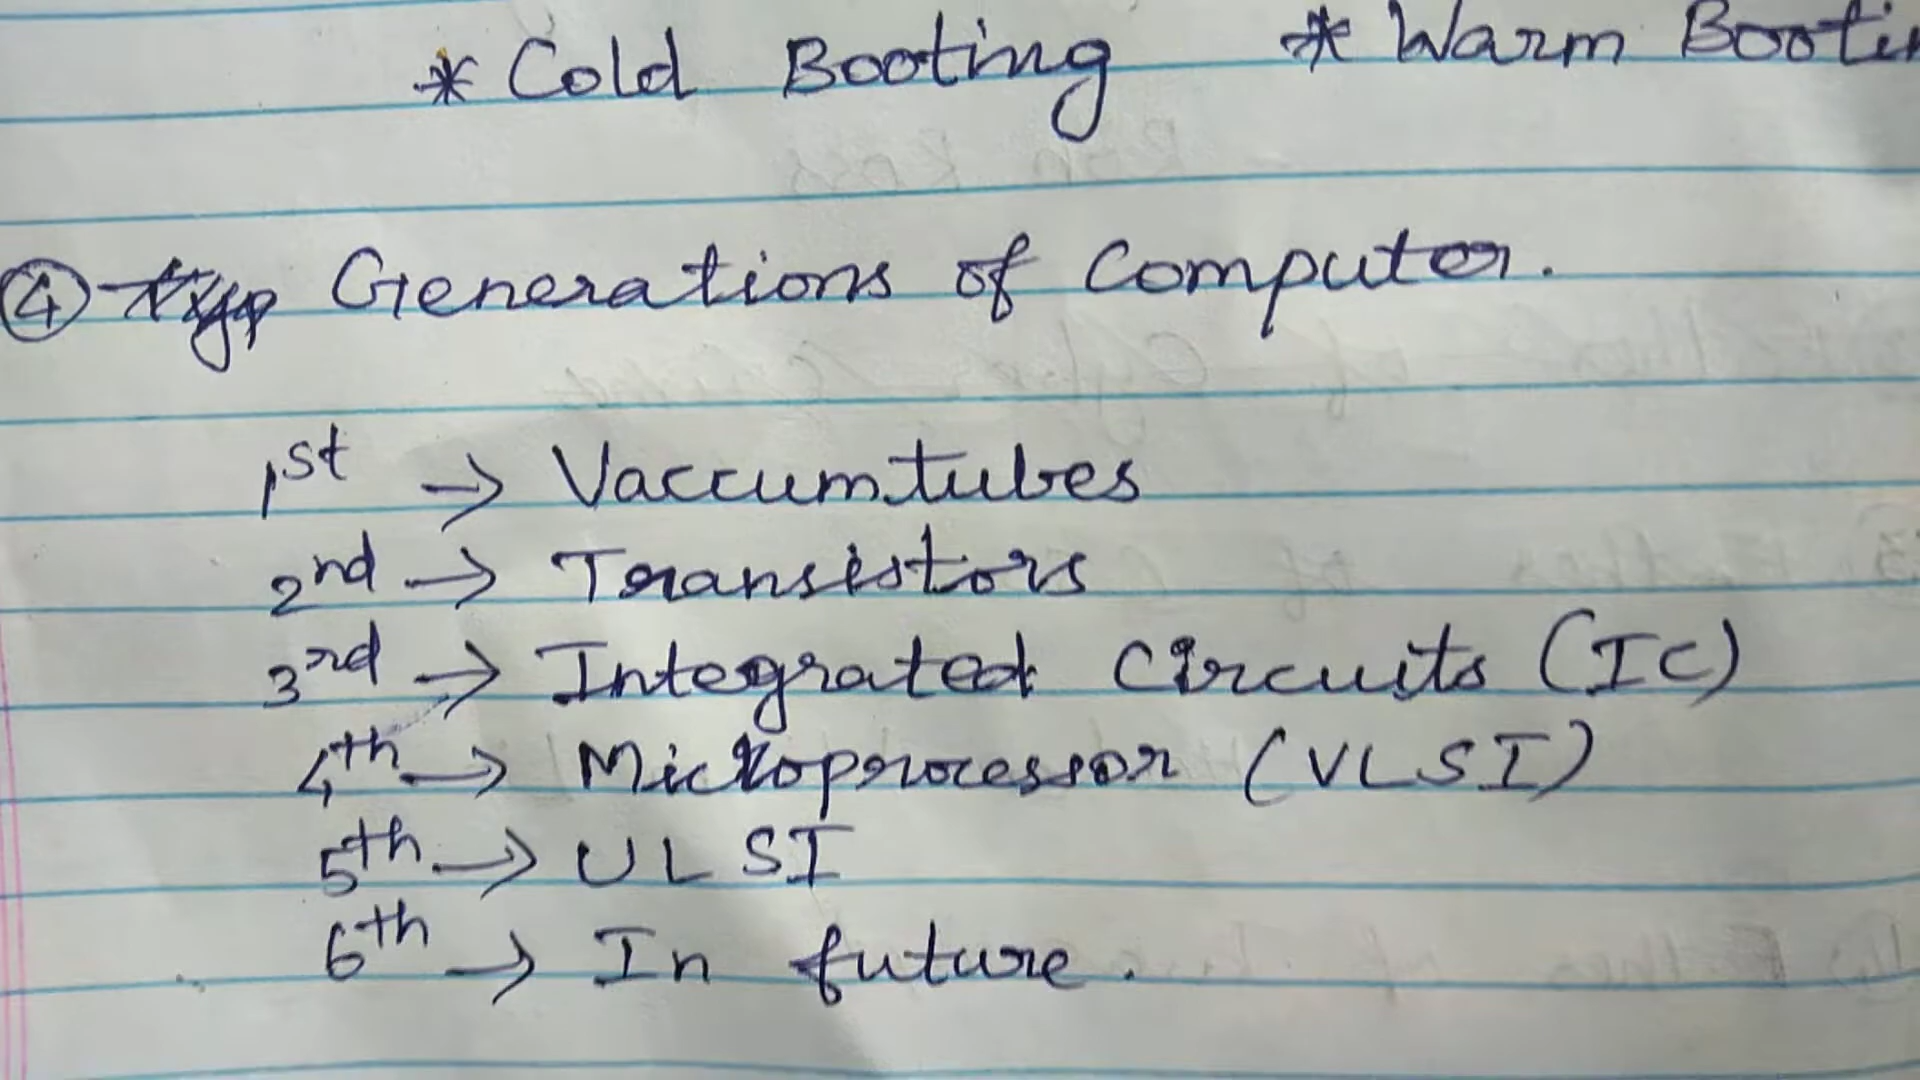 * Cold Booting * Warm Bootin
④ Generations of Computer.
1st → Vaccumtubes
2nd → Transistors
3rd → Integrated Circuits (IC)
4th → Microprocessor (VLSI)
5th → ULSI
6th → In future.